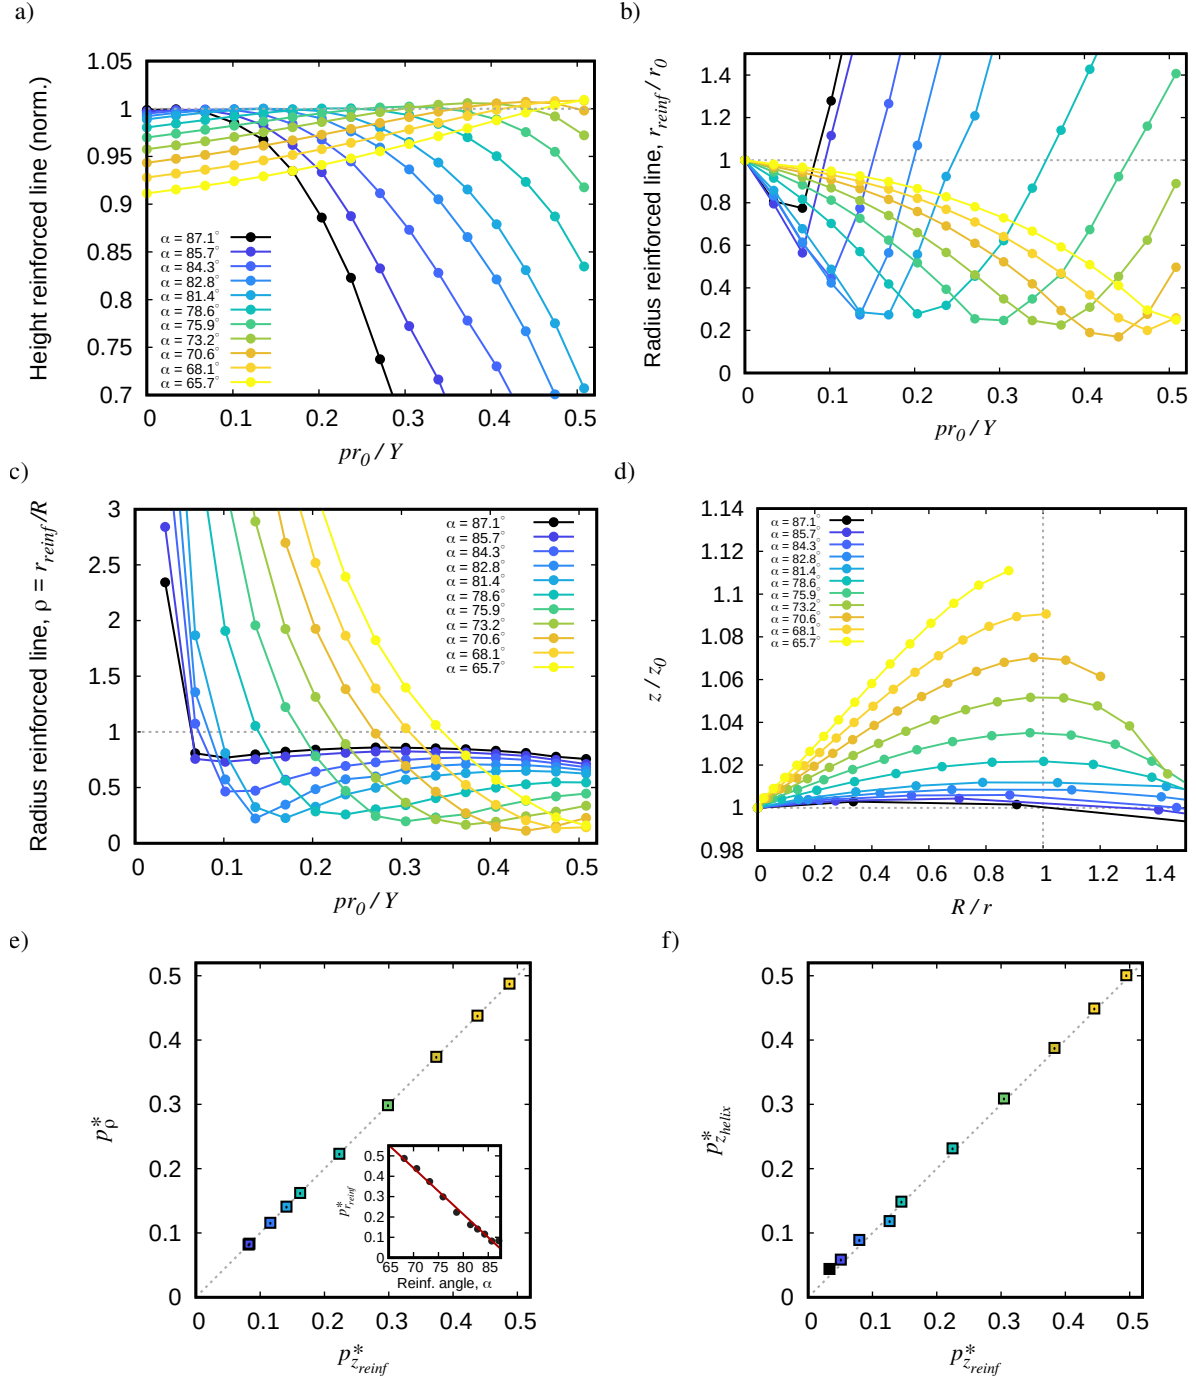 a)
Height reinforced line (norm.)
1.05
1
0.95
0.9
0.85
0.8
0.75
0.7
α = 87.1°
α = 85.7°
α = 84.3°
α = 82.8°
α = 81.4°
α = 78.6°
α = 75.9°
α = 73.2°
α = 70.6°
α = 68.1°
α = 65.7°
0 0.1 0.2 0.3 0.4 0.5
pr0 / Y
b)
Radius reinforced line, rreinf / r0
1.4
1.2
1
0.8
0.6
0.4
0.2
0
0 0.1 0.2 0.3 0.4 0.5
pr0 / Y
c)
Radius reinforced line, ρ = rreinf /R
3
2.5
2
1.5
1
0.5
0
α = 87.1°
α = 85.7°
α = 84.3°
α = 82.8°
α = 81.4°
α = 78.6°
α = 75.9°
α = 73.2°
α = 70.6°
α = 68.1°
α = 65.7°
0 0.1 0.2 0.3 0.4 0.5
pr0 / Y
d)
z / z0
1.14
1.12
1.1
1.08
1.06
1.04
1.02
1
0.98
α = 87.1°
α = 85.7°
α = 84.3°
α = 82.8°
α = 81.4°
α = 78.6°
α = 75.9°
α = 73.2°
α = 70.6°
α = 68.1°
α = 65.7°
0 0.2 0.4 0.6 0.8 1 1.2 1.4
R / r
e)
p*ρ
0.5
0.4
0.3
0.2
0.1
0
p*rreinf
0.5
0.4
0.3
0.2
0.1
0
65 70 75 80 85
Reinf. angle, α
0 0.1 0.2 0.3 0.4 0.5
p*zreinf
f)
p*zhelix
0.5
0.4
0.3
0.2
0.1
0
0 0.1 0.2 0.3 0.4 0.5
p*zreinf